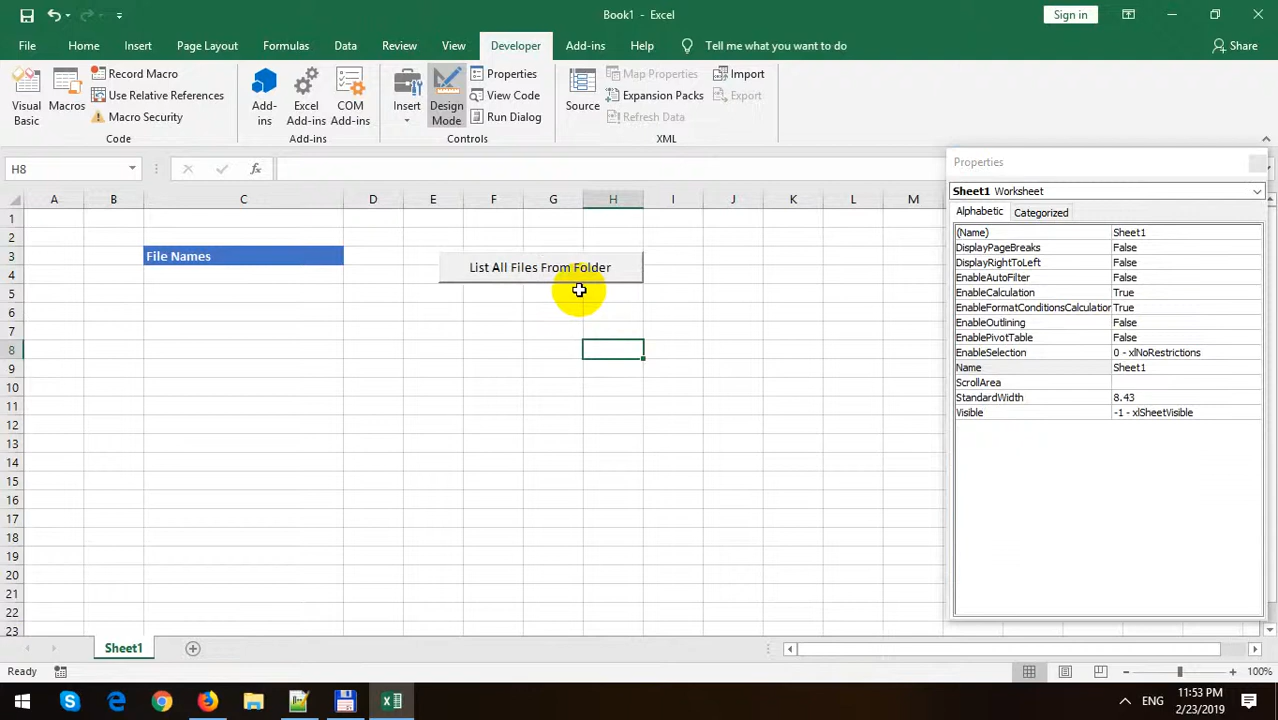 Book1 - Excel
Sign in
File Home Insert Page Layout Formulas Data Review View Developer Add-ins Help Tell me what you want to do Share
Visual Basic
Macros
Record Macro
Use Relative References
Macro Security
Code
Add-ins
Excel Add-ins
COM Add-ins
Add-ins
Insert
Design Mode
Properties
View Code
Run Dialog
Controls
Source
Map Properties
Expansion Packs
Refresh Data
Import
Export
XML
H8
fx
A B C D E F G H I J K L M
1
2
3 File Names
List All Files From Folder
4
5
6
7
8
9
10
11
12
13
14
15
16
17
18
19
20
21
22
23
Properties
Sheet1 Worksheet
Alphabetic Categorized
(Name) Sheet1
DisplayPageBreaks False
DisplayRightToLeft False
EnableAutoFilter False
EnableCalculation True
EnableFormatConditionsCalculation True
EnableOutlining False
EnablePivotTable False
EnableSelection 0 - xlNoRestrictions
Name Sheet1
ScrollArea
StandardWidth 8.43
Visible -1 - xlSheetVisible
Sheet1
Ready
100%
ENG
11:53 PM
2/23/2019